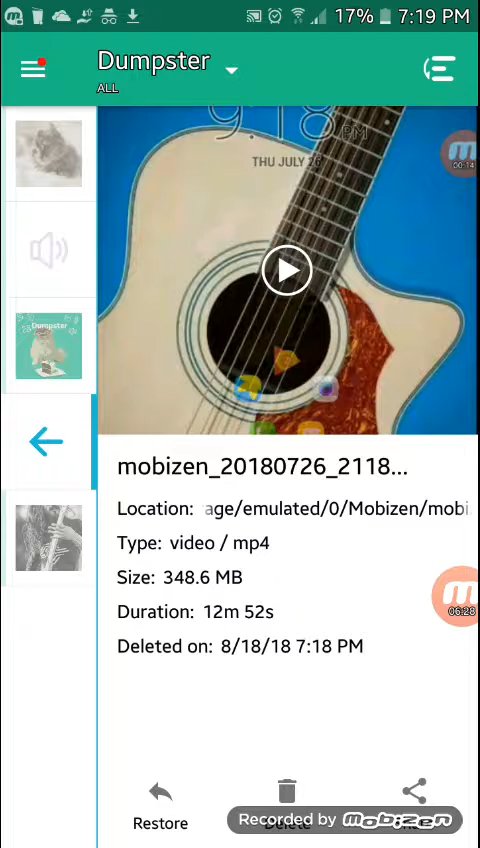 17% 7:19 PM
Dumpster
ALL
9:18 PM
THU JULY 26
00:14
Dumpster
mobizen_20180726_2118...
Location: age/emulated/0/Mobizen/mobi
Type: video / mp4
Size: 348.6 MB
Duration: 12m 52s
06:28
Deleted on: 8/18/18 7:18 PM
Restore
Delete
Recorded by mobizen